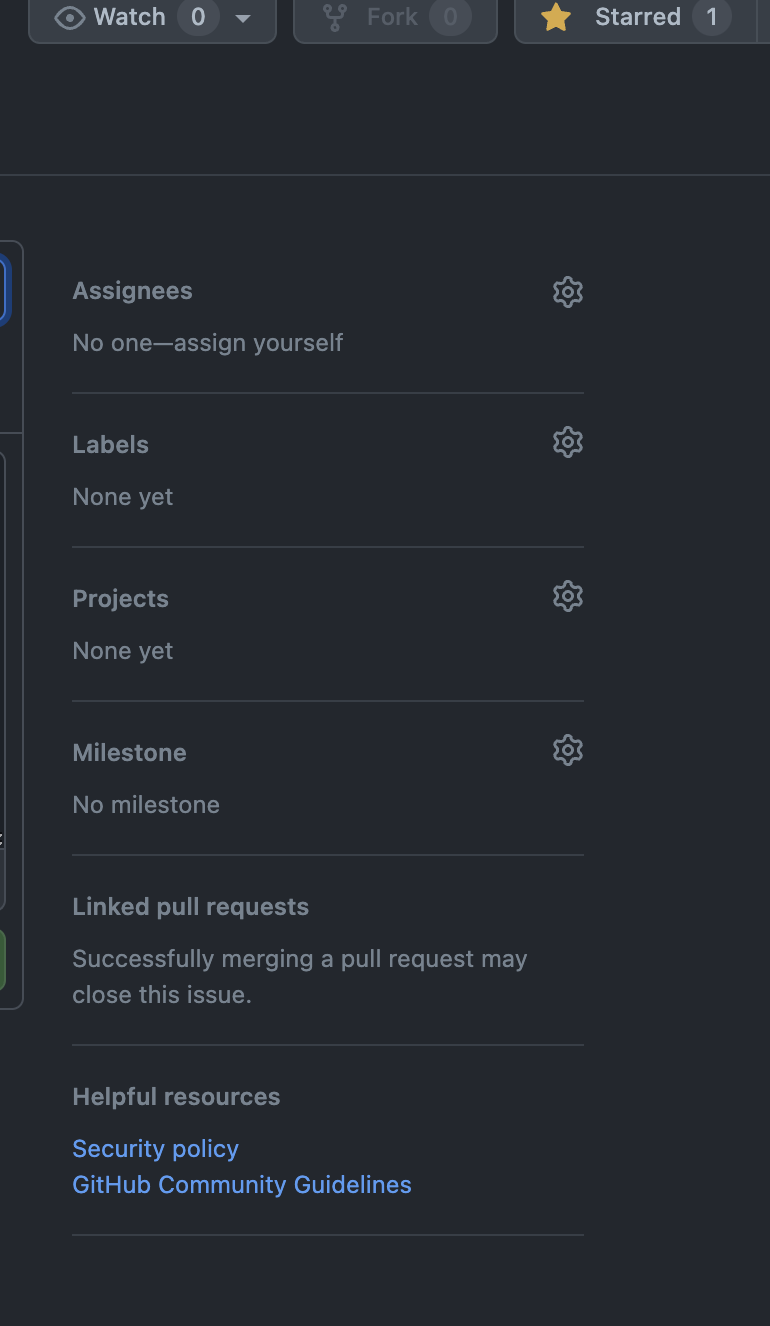 Watch 0 Fork 0 Starred 1
Assignees
No one—assign yourself
Labels
None yet
Projects
None yet
Milestone
No milestone
Linked pull requests
Successfully merging a pull request may
close this issue.
Helpful resources
Security policy
GitHub Community Guidelines